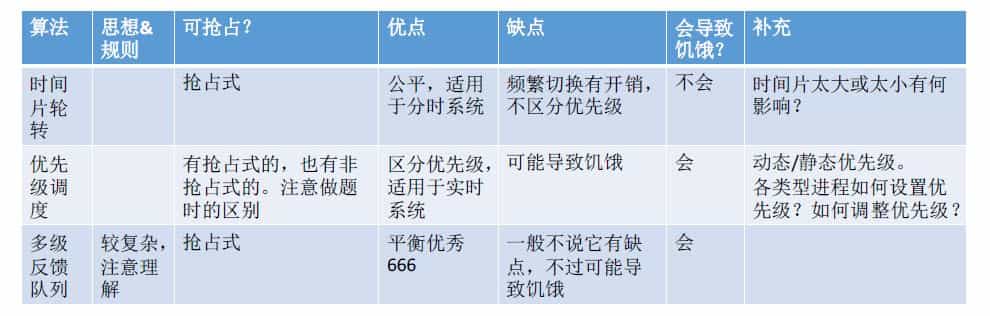 算法
思想&
规则
可抢占？
优点
缺点
会导致
饥饿？
补充
时间
片轮
转
抢占式
公平，适用
于分时系统
频繁切换有开销，
不区分优先级
不会
时间片太大或太小有何
影响？
优先
级调
度
有抢占式的，也有非
抢占式的。注意做题
时的区别
区分优先级，
适用于实时
系统
可能导致饥饿
会
动态/静态优先级。
各类型进程如何设置优
先级？如何调整优先级？
多级
反馈
队列
较复杂，
注意理
解
抢占式
平衡优秀
666
一般不说它有缺
点，不过可能导
致饥饿
会